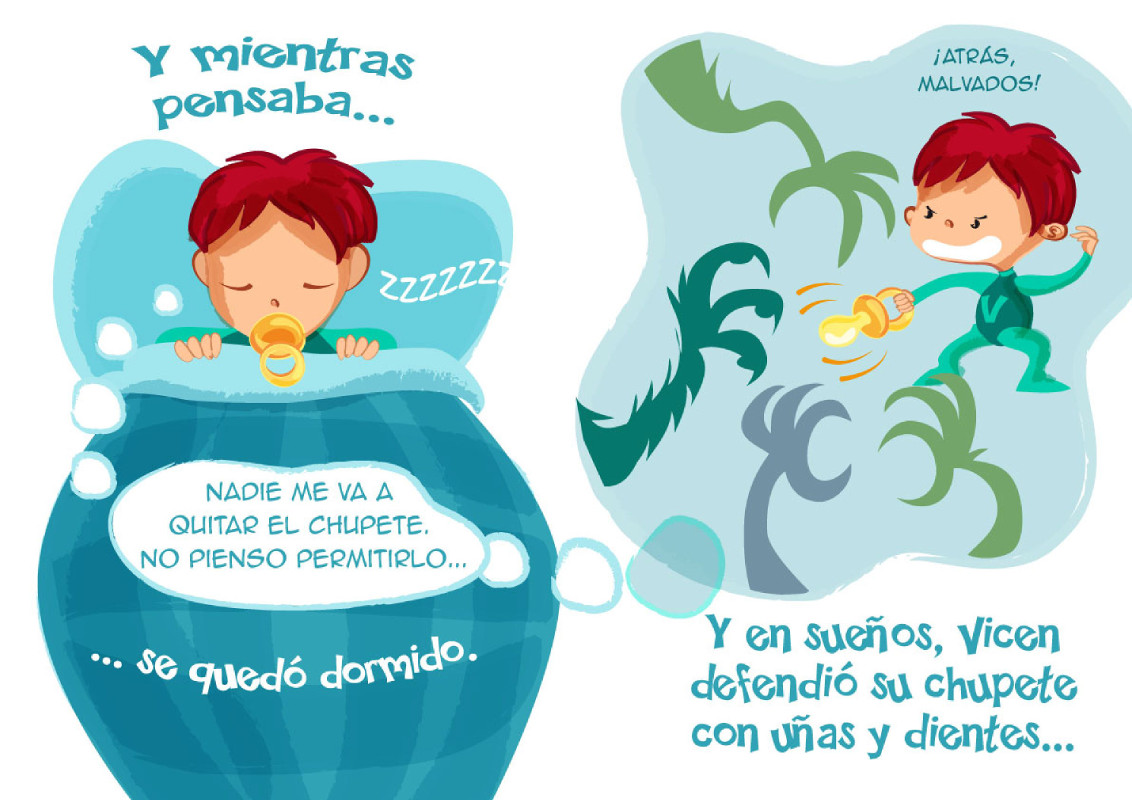 Y mientras
pensaba...
ZZZZZZZ
NADIE ME VA A
QUITAR EL CHUPETE.
NO PIENSO PERMITIRLO...
... se quedó dormido.
¡ATRÁS,
MALVADOS!
V
Y en sueños, Vicen
defendió su chupete
con uñas y dientes...